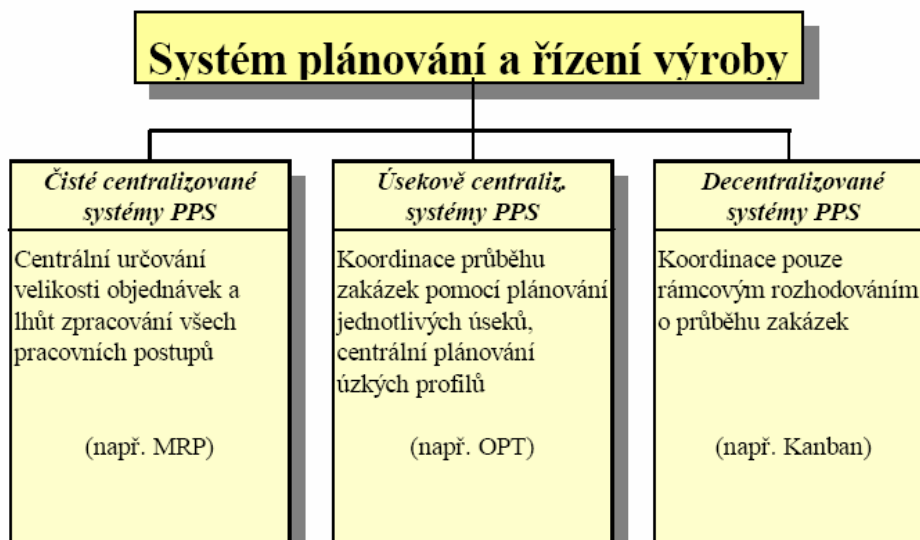 Systém plánování a řízení výroby
Čisté centralizované
systémy PPS
Centrální určování
velikosti objednávek a
lhůt zpracování všech
pracovních postupů
(např. MRP)
Úsekově centraliz.
systémy PPS
Koordinace průběhu
zakázek pomocí plánování
jednotlivých úseků,
centrální plánování
úzkých profilů
(např. OPT)
Decentralizované
systémy PPS
Koordinace pouze
rámcovým rozhodováním
o průběhu zakázek
(např. Kanban)